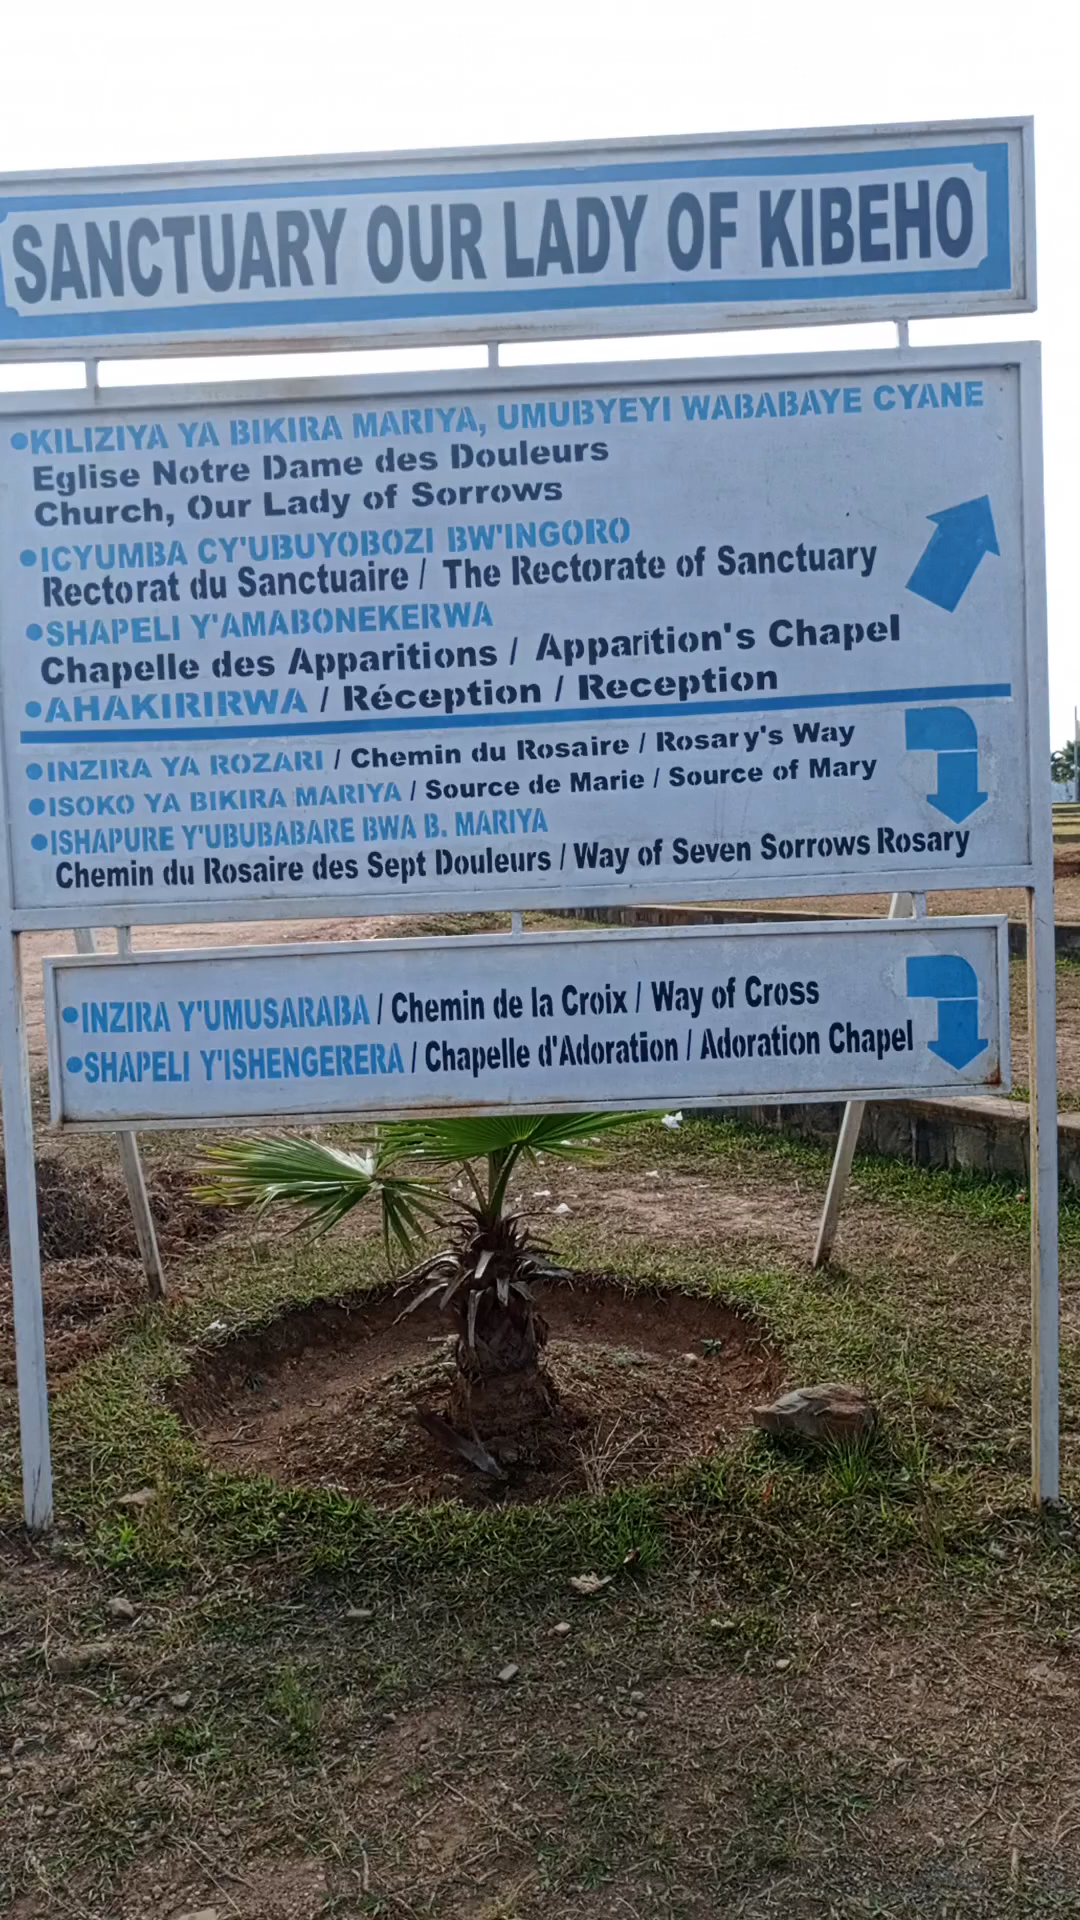 SANCTUARY OUR LADY OF KIBEHO
•KILIZIYA YA BIKIRA MARIYA, UMUBYEYI WABABAYE CYANE
Eglise Notre Dame des Douleurs
Church, Our Lady of Sorrows
•ICYUMBA CY'UBUYOBOZI BW'INGORO
Rectorat du Sanctuaire / The Rectorate of Sanctuary
•SHAPELI Y'AMABONEKERWA
Chapelle des Apparitions / Apparition's Chapel
•AHAKIRIRWA / Réception / Reception
•INZIRA YA ROZARI / Chemin du Rosaire / Rosary's Way
•ISOKO YA BIKIRA MARIYA / Source de Marie / Source of Mary
•ISHAPURE Y'UBUBABARE BWA B. MARIYA
Chemin du Rosaire des Sept Douleurs / Way of Seven Sorrows Rosary
•INZIRA Y'UMUSARABA / Chemin de la Croix / Way of Cross
•SHAPELI Y'ISHENGERERA / Chapelle d'Adoration / Adoration Chapel